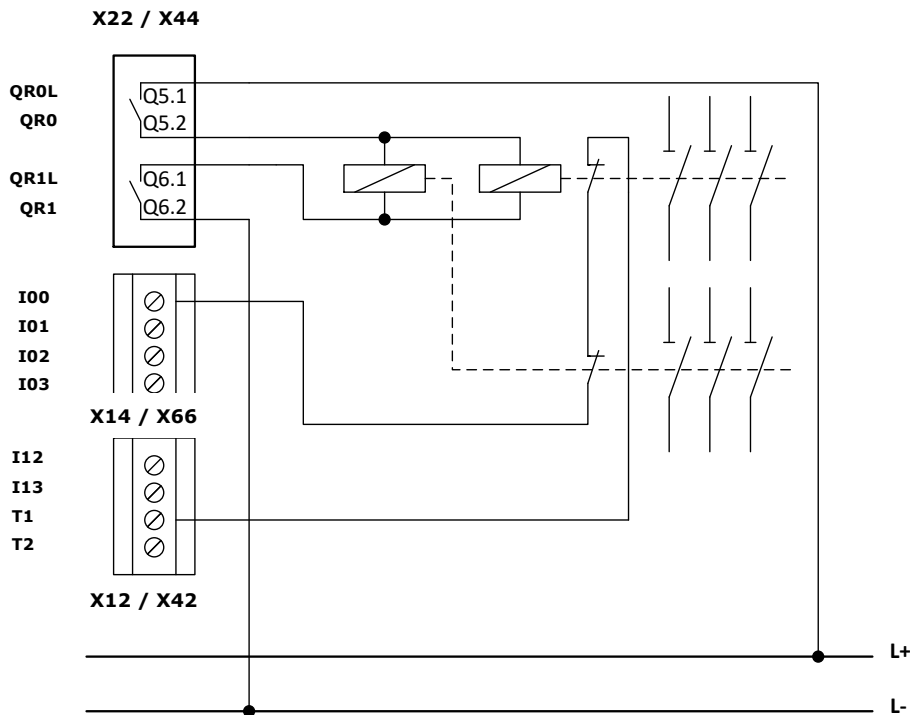 X22 / X44
QR0L
Q5.1
QR0
Q5.2
QR1L
Q6.1
QR1
Q6.2
I00
I01
I02
I03
X14 / X66
I12
I13
T1
T2
X12 / X42
L+
L-